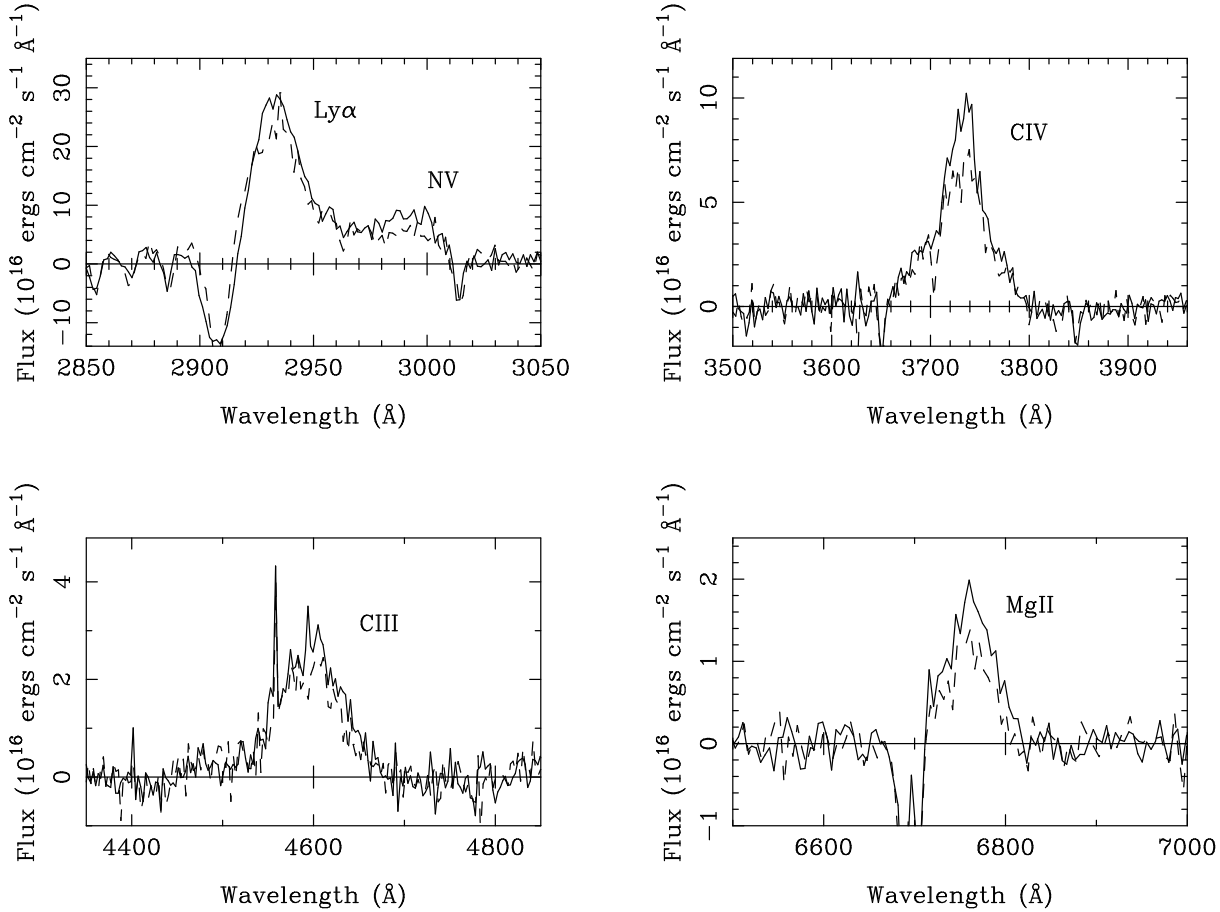 Flux (10^16 ergs cm^−2 s^−1 Å^−1)
30
20
10
0
−10
Lyα
NV
2850 2900 2950 3000 3050
Wavelength (Å)
Flux (10^16 ergs cm^−2 s^−1 Å^−1)
10
5
0
CIV
3500 3600 3700 3800 3900
Wavelength (Å)
Flux (10^16 ergs cm^−2 s^−1 Å^−1)
4
2
0
CIII
4400 4600 4800
Wavelength (Å)
Flux (10^16 ergs cm^−2 s^−1 Å^−1)
2
1
0
−1
MgII
6600 6800 7000
Wavelength (Å)